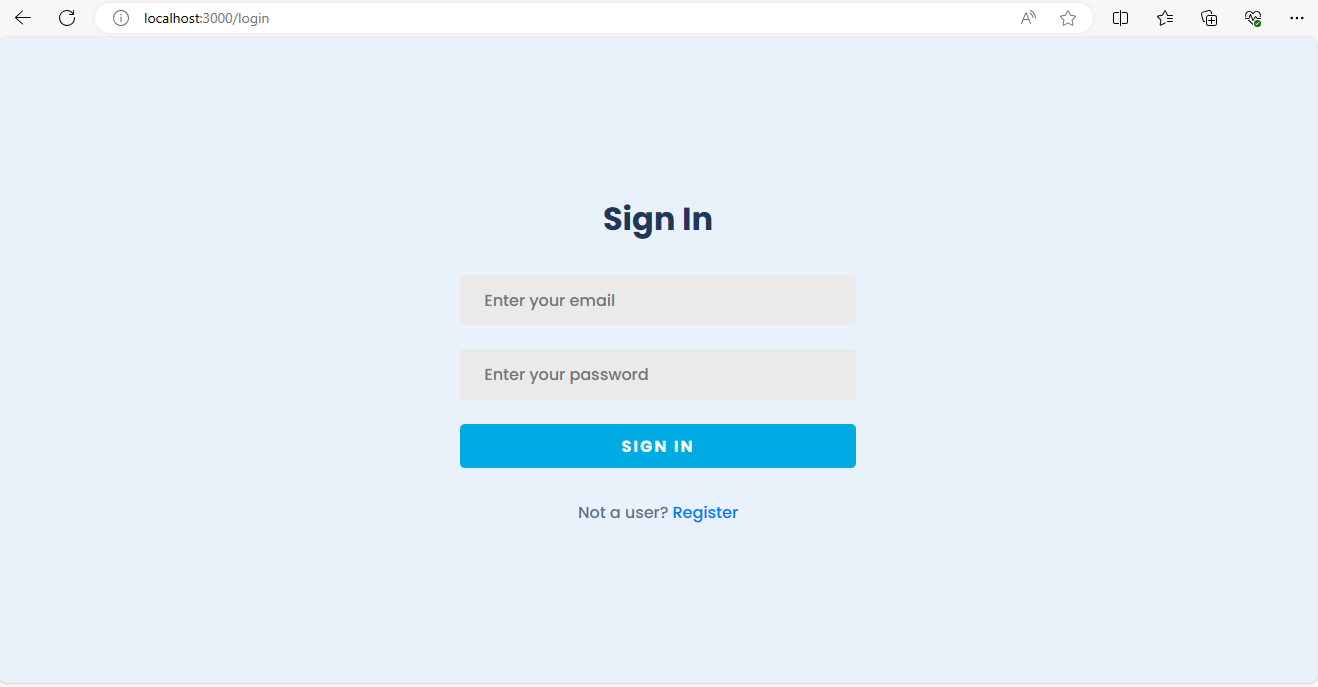 localhost:3000/login
Sign In
Enter your email
Enter your password
SIGN IN
Not a user? Register